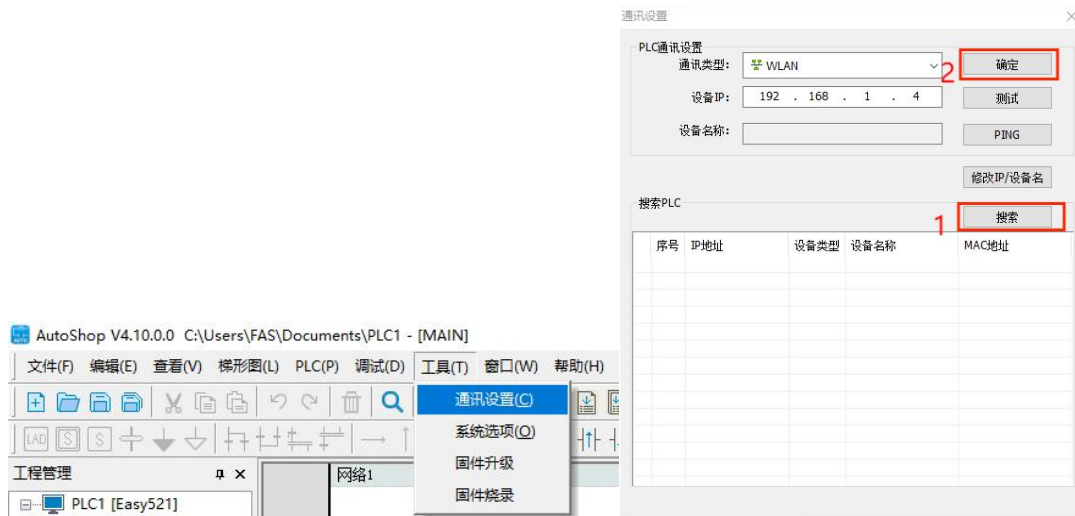 通讯设置
PLC通讯设置
通讯类型: WLAN
2 确定
设备IP: 192 . 168 . 1 . 4
测试
设备名称:
PING
修改IP/设备名
搜索PLC
1 搜索
序号 IP地址 设备类型 设备名称 MAC地址
AutoShop V4.10.0.0 C:\Users\FAS\Documents\PLC1 - [MAIN]
文件(F) 编辑(E) 查看(V) 梯形图(L) PLC(P) 调试(D) 工具(T) 窗口(W) 帮助(H)
通讯设置(C)
LAD S S
系统选项(O)
工程管理
网络1
固件升级
PLC1 [Easy521]
固件烧录